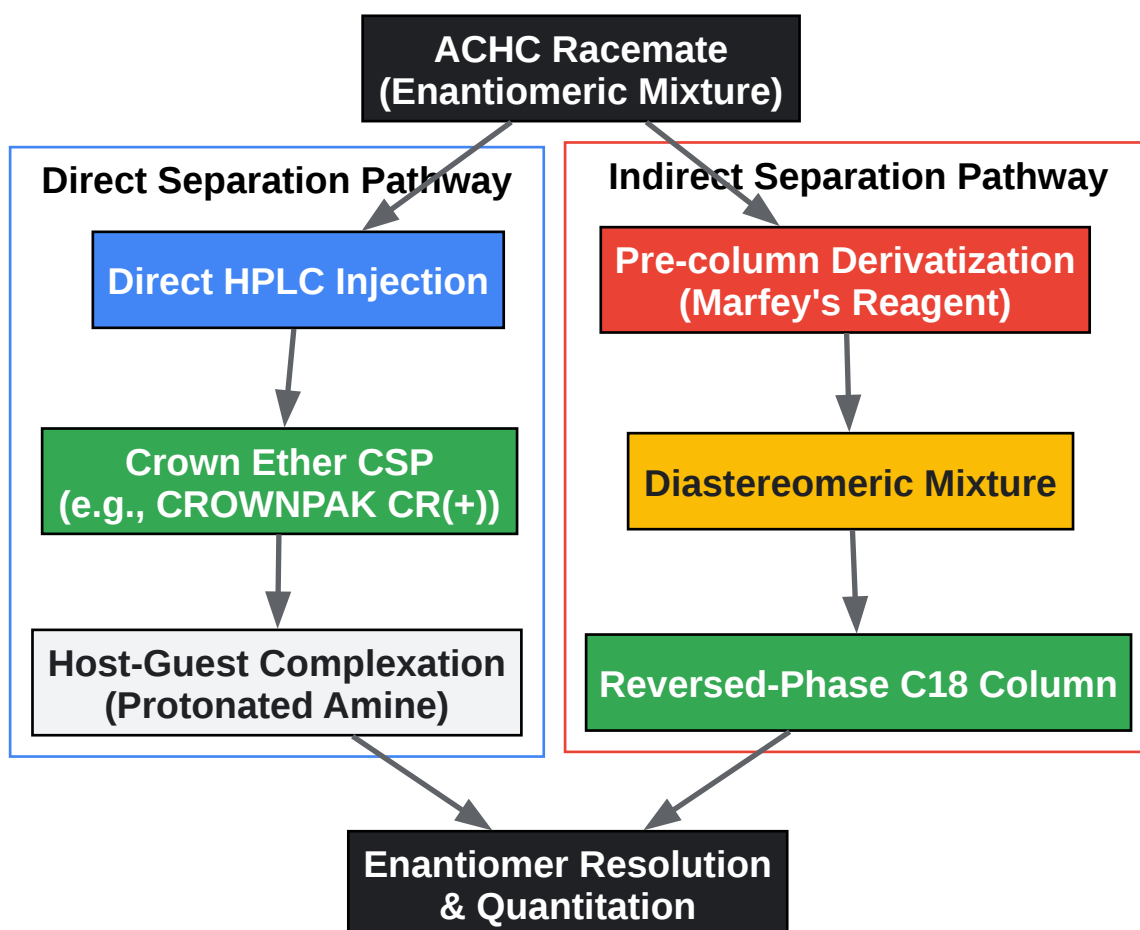 ACHC Racemate
(Enantiomeric Mixture)
Direct Separation Pathway
Direct HPLC Injection
Crown Ether CSP
(e.g., CROWNPAK CR(+))
Host-Guest Complexation
(Protonated Amine)
Indirect Separation Pathway
Pre-column Derivatization
(Marfey's Reagent)
Diastereomeric Mixture
Reversed-Phase C18 Column
Enantiomer Resolution
& Quantitation